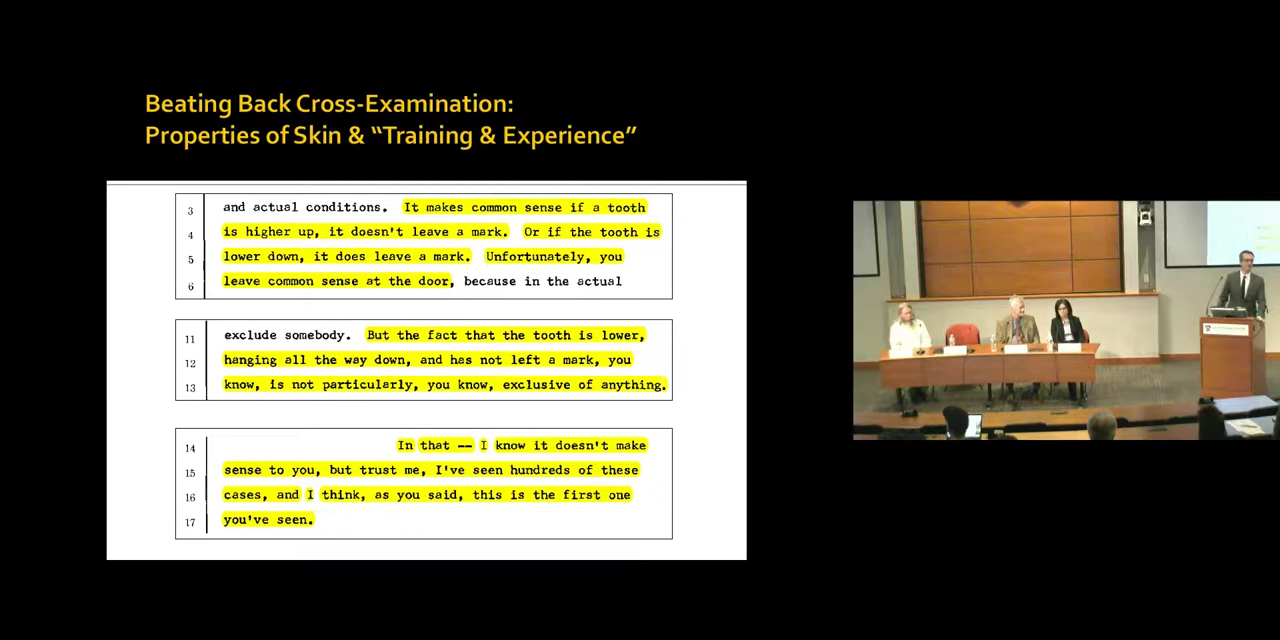 Beating Back Cross-Examination:
Properties of Skin & “Training & Experience”
3 and actual conditions. It makes common sense if a tooth
4 is higher up, it doesn't leave a mark. Or if the tooth is
5 lower down, it does leave a mark. Unfortunately, you
6 leave common sense at the door, because in the actual
11 exclude somebody. But the fact that the tooth is lower,
12 hanging all the way down, and has not left a mark, you
13 know, is not particularly, you know, exclusive of anything.
14 In that -- I know it doesn't make
15 sense to you, but trust me, I've seen hundreds of these
16 cases, and I think, as you said, this is the first one
17 you've seen.